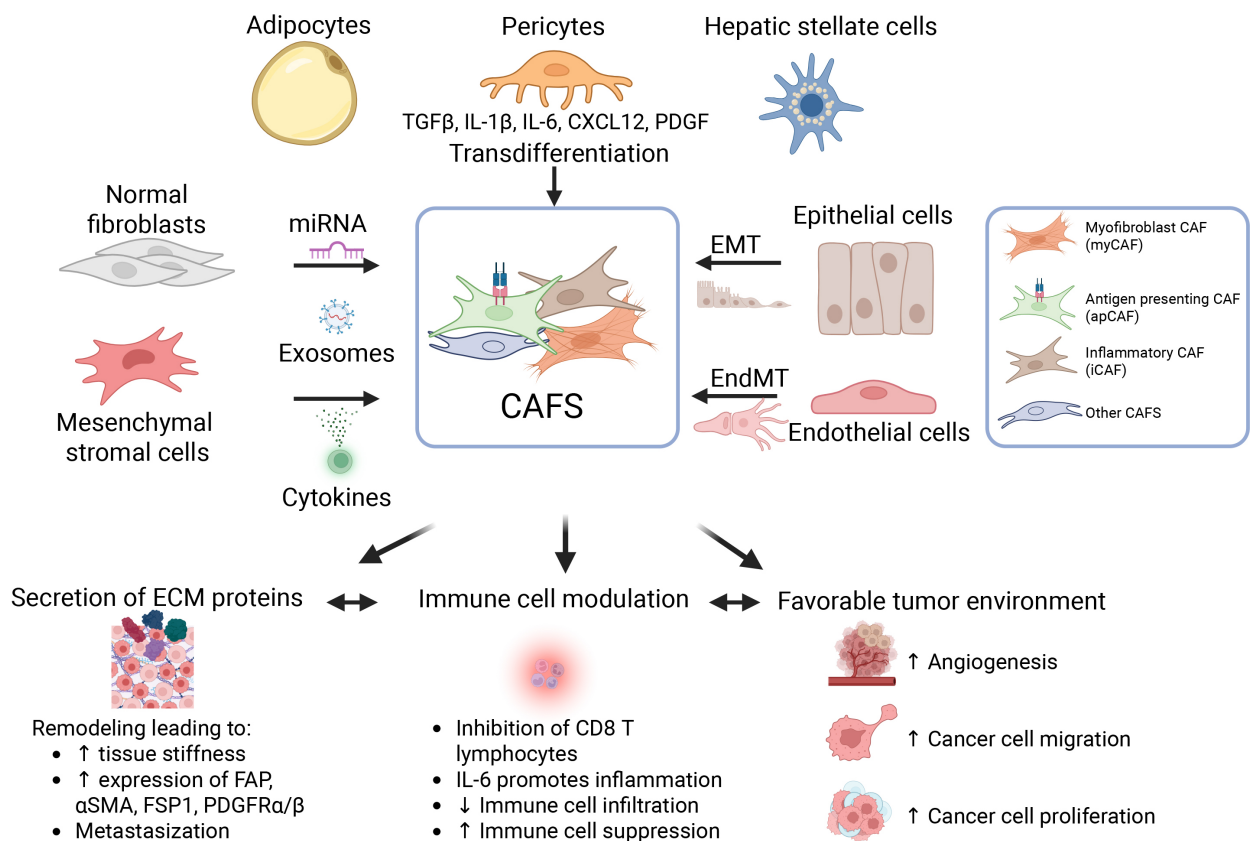 Adipocytes
Pericytes
Hepatic stellate cells
TGFβ, IL-1β, IL-6, CXCL12, PDGF
Transdifferentiation
Normal
fibroblasts
miRNA
Exosomes
Mesenchymal
stromal cells
Cytokines
CAFS
EMT
Epithelial cells
EndMT
Endothelial cells
Myofibroblast CAF
(myCAF)
Antigen presenting CAF
(apCAF)
Inflammatory CAF
(iCAF)
Other CAFS
Secretion of ECM proteins
Remodeling leading to:
• ↑ tissue stiffness
• ↑ expression of FAP,
αSMA, FSP1, PDGFRα/β
• Metastasization
Immune cell modulation
• Inhibition of CD8 T
lymphocytes
• IL-6 promotes inflammation
• ↓ Immune cell infiltration
• ↑ Immune cell suppression
Favorable tumor environment
↑ Angiogenesis
↑ Cancer cell migration
↑ Cancer cell proliferation